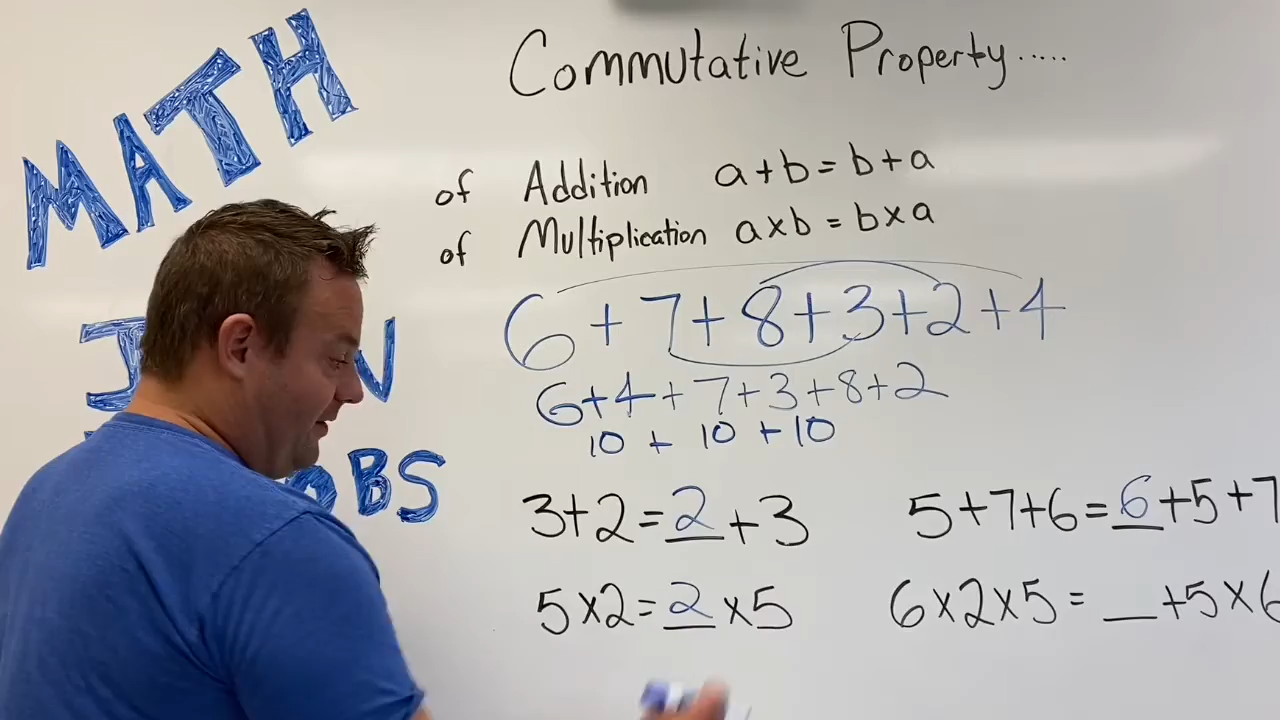 MATH
Commutative Property.....
of Addition a+b=b+a
of Multiplication a×b=b×a
6+7+8+3+2+4
6+4+7+3+8+2
10 + 10 + 10
3+2=2+3
5+7+6=6+5+7
5×2=2×5
6×2×5=__+5×6